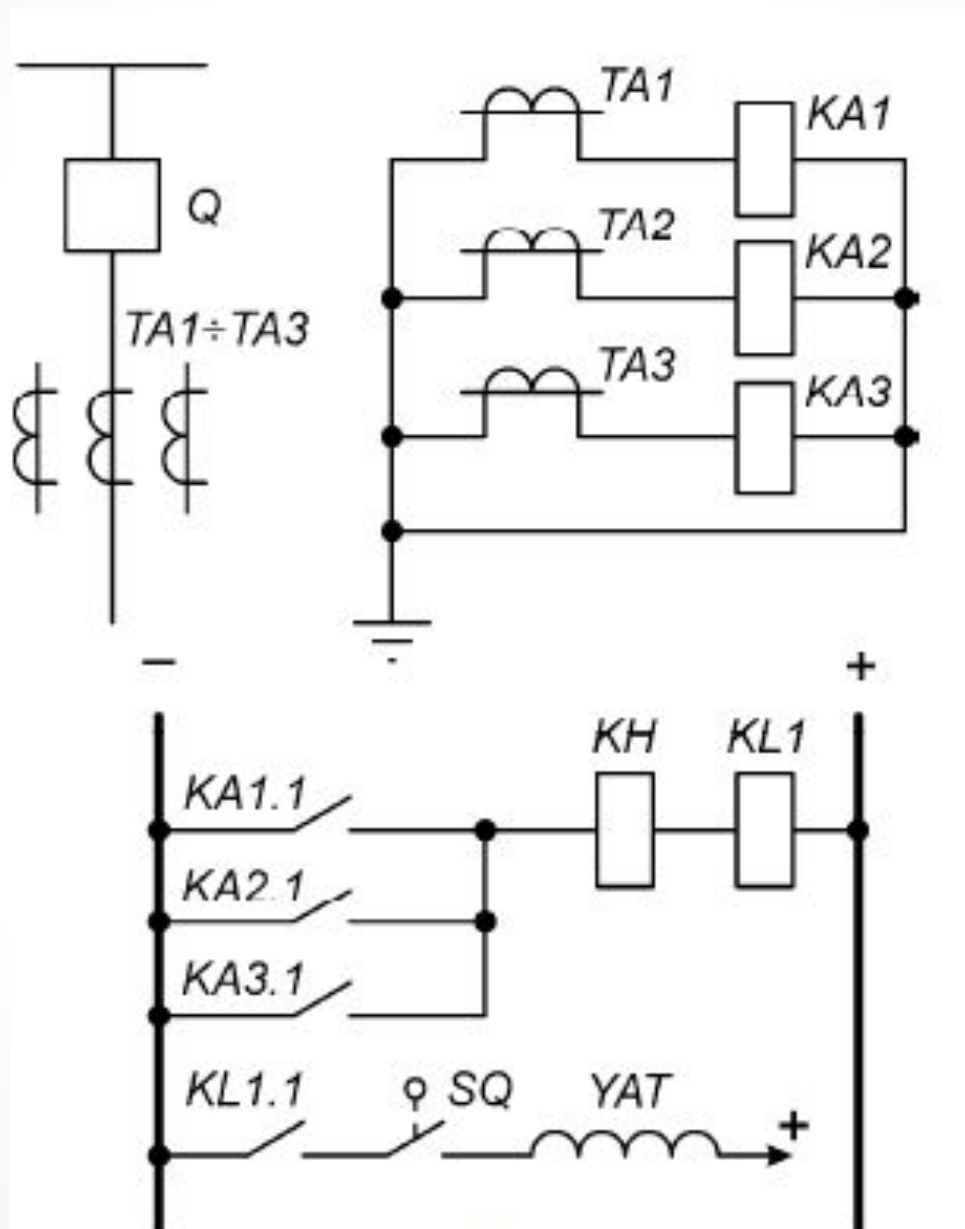 TA1
KA1
Q
TA2
KA2
TA1÷TA3
TA3
KA3
–
+
KH
KL1
KA1.1
KA2.1
KA3.1
KL1.1
SQ
YAT
+